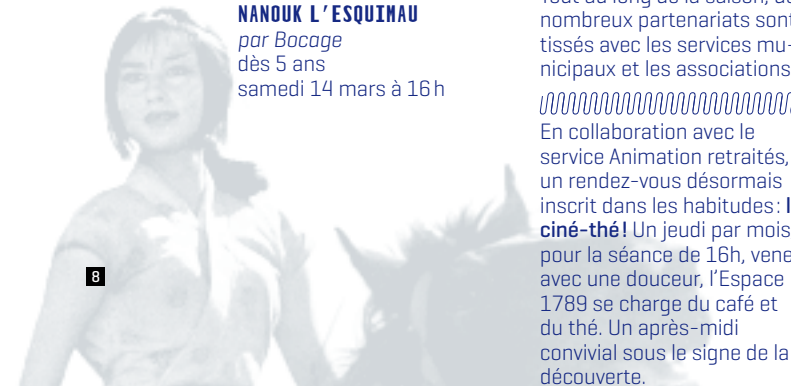 NANOUK L'ESQUIMAU
par Bocage
dès 5 ans
samedi 14 mars à 16h
8
nombreux partenariats sont
tissés avec les services mu-
nicipaux et les associations
En collaboration avec le
service Animation retraités,
un rendez-vous désormais
inscrit dans les habitudes:
ciné-thé! Un jeudi par mois
pour la séance de 16h,
avec une douceur, l'Espace
1789 se charge du café et
du thé. Un après-midi
convivial sous le signe de la
découverte.